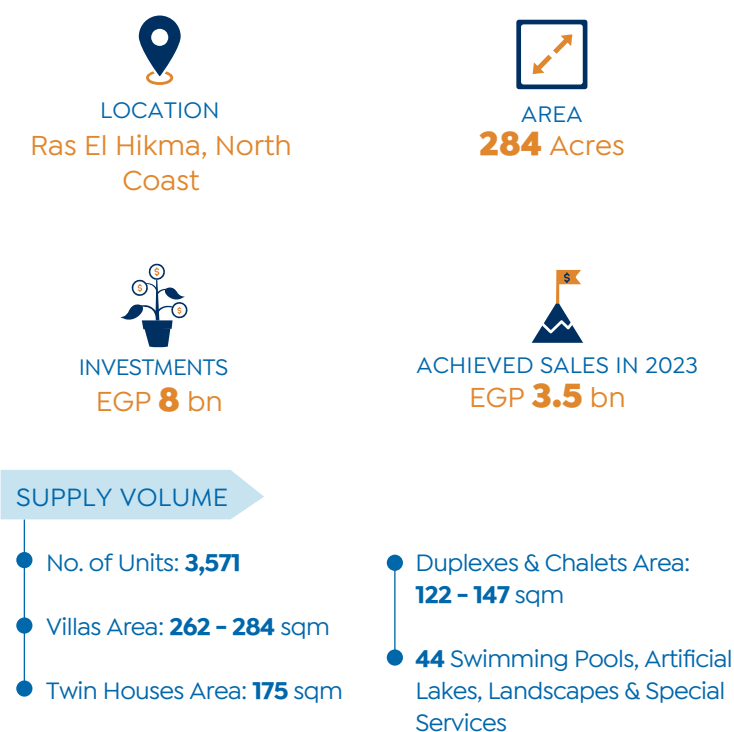 LOCATION
Ras El Hikma, North
Coast
AREA
284 Acres
$
$
$
INVESTMENTS
EGP 8 bn
$
ACHIEVED SALES IN 2023
EGP 3.5 bn
SUPPLY VOLUME
No. of Units: 3,571
Villas Area: 262 - 284 sqm
Twin Houses Area: 175 sqm
Duplexes & Chalets Area:
122 - 147 sqm
44 Swimming Pools, Artificial
Lakes, Landscapes & Special
Services